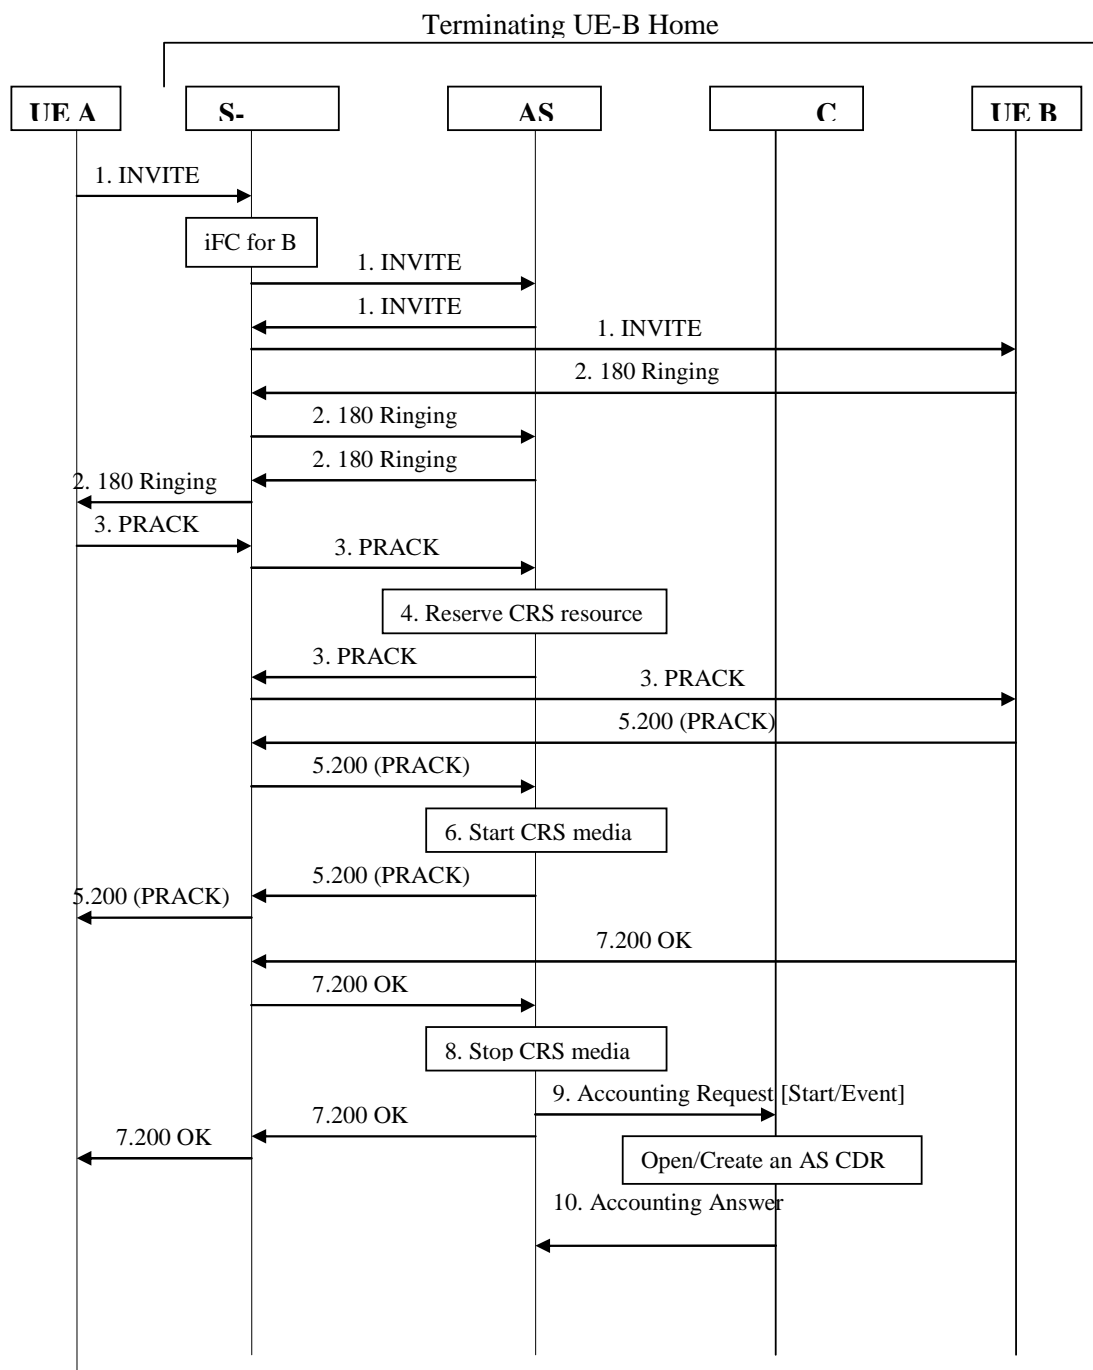 Terminating UE-B Home
UE A
S-
AS
C
UE B
1. INVITE
iFC for B
1. INVITE
1. INVITE
1. INVITE
2. 180 Ringing
2. 180 Ringing
2. 180 Ringing
2. 180 Ringing
3. PRACK
3. PRACK
4. Reserve CRS resource
3. PRACK
3. PRACK
5.200 (PRACK)
5.200 (PRACK)
6. Start CRS media
5.200 (PRACK)
5.200 (PRACK)
7.200 OK
7.200 OK
8. Stop CRS media
9. Accounting Request [Start/Event]
7.200 OK
7.200 OK
Open/Create an AS CDR
10. Accounting Answer